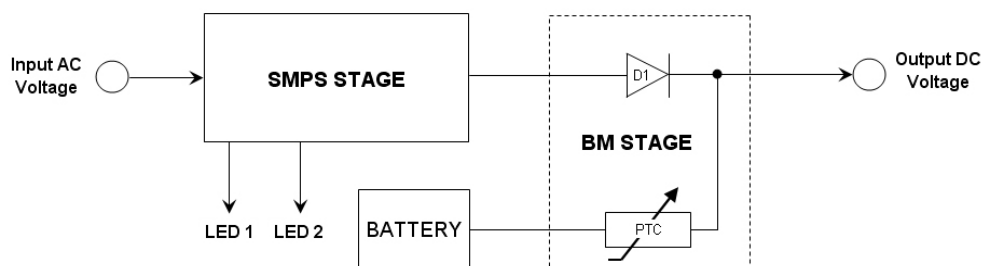 Input AC
Voltage
SMPS STAGE
D1
Output DC
Voltage
BM STAGE
LED 1
LED 2
BATTERY
PTC